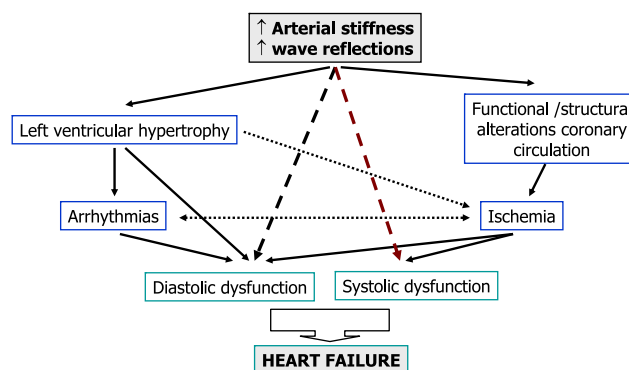 ↑ Arterial stiffness
↑ wave reflections
Left ventricular hypertrophy
Functional /structural
alterations coronary
circulation
Arrhythmias
Ischemia
Diastolic dysfunction
Systolic dysfunction
HEART FAILURE